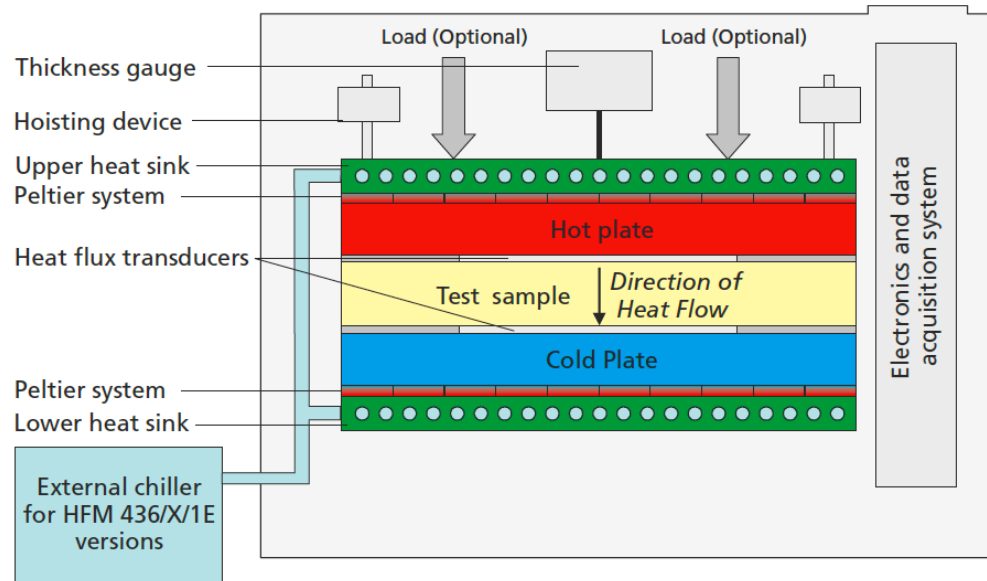 Load (Optional)
Load (Optional)
Thickness gauge
Hoisting device
Upper heat sink
Peltier system
Hot plate
Heat flux transducers
Test sample
Direction of
Heat Flow
Cold Plate
Peltier system
Lower heat sink
External chiller
for HFM 436/X/1E
versions
Electronics and data
acquisition system